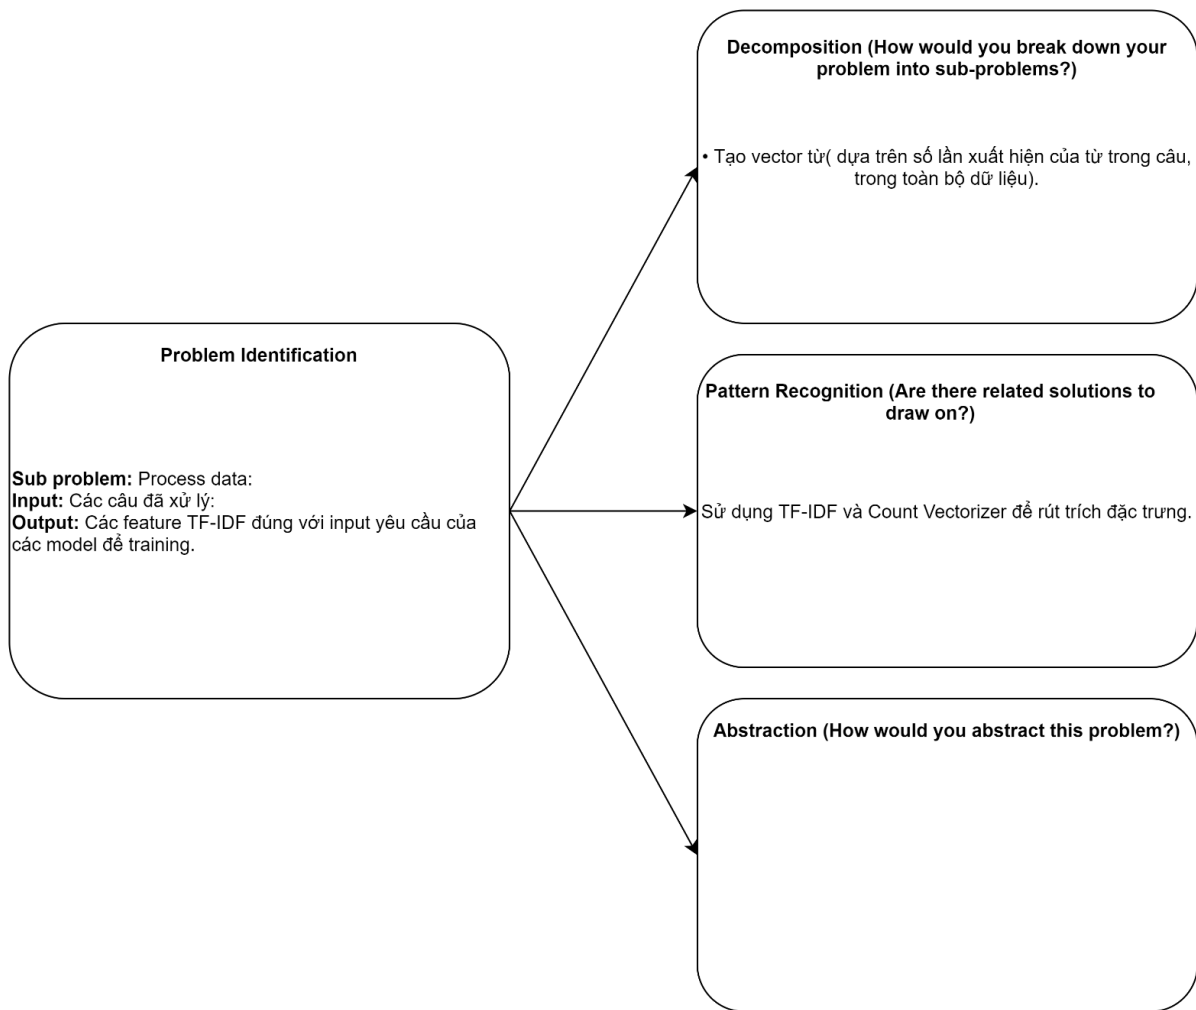 Decomposition (How would you break down your
problem into sub-problems?)
• Tạo vector từ( dựa trên số lần xuất hiện của từ trong câu,
trong toàn bộ dữ liệu).
Problem Identification
Sub problem: Process data:
Input: Các câu đã xử lý:
Output: Các feature TF-IDF đúng với input yêu cầu của
các model để training.
Pattern Recognition (Are there related solutions to
draw on?)
Sử dụng TF-IDF và Count Vectorizer để rút trích đặc trưng.
Abstraction (How would you abstract this problem?)